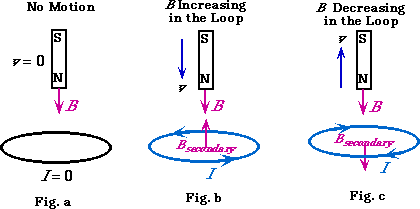 No Motion
S
v = 0
N
B
I = 0
Fig. a
B Increasing
in the Loop
S
v
N
B
Bsecondary
I
Fig. b
B Decreasing
in the Loop
S
v
N
B
Bsecondary
I
Fig. c